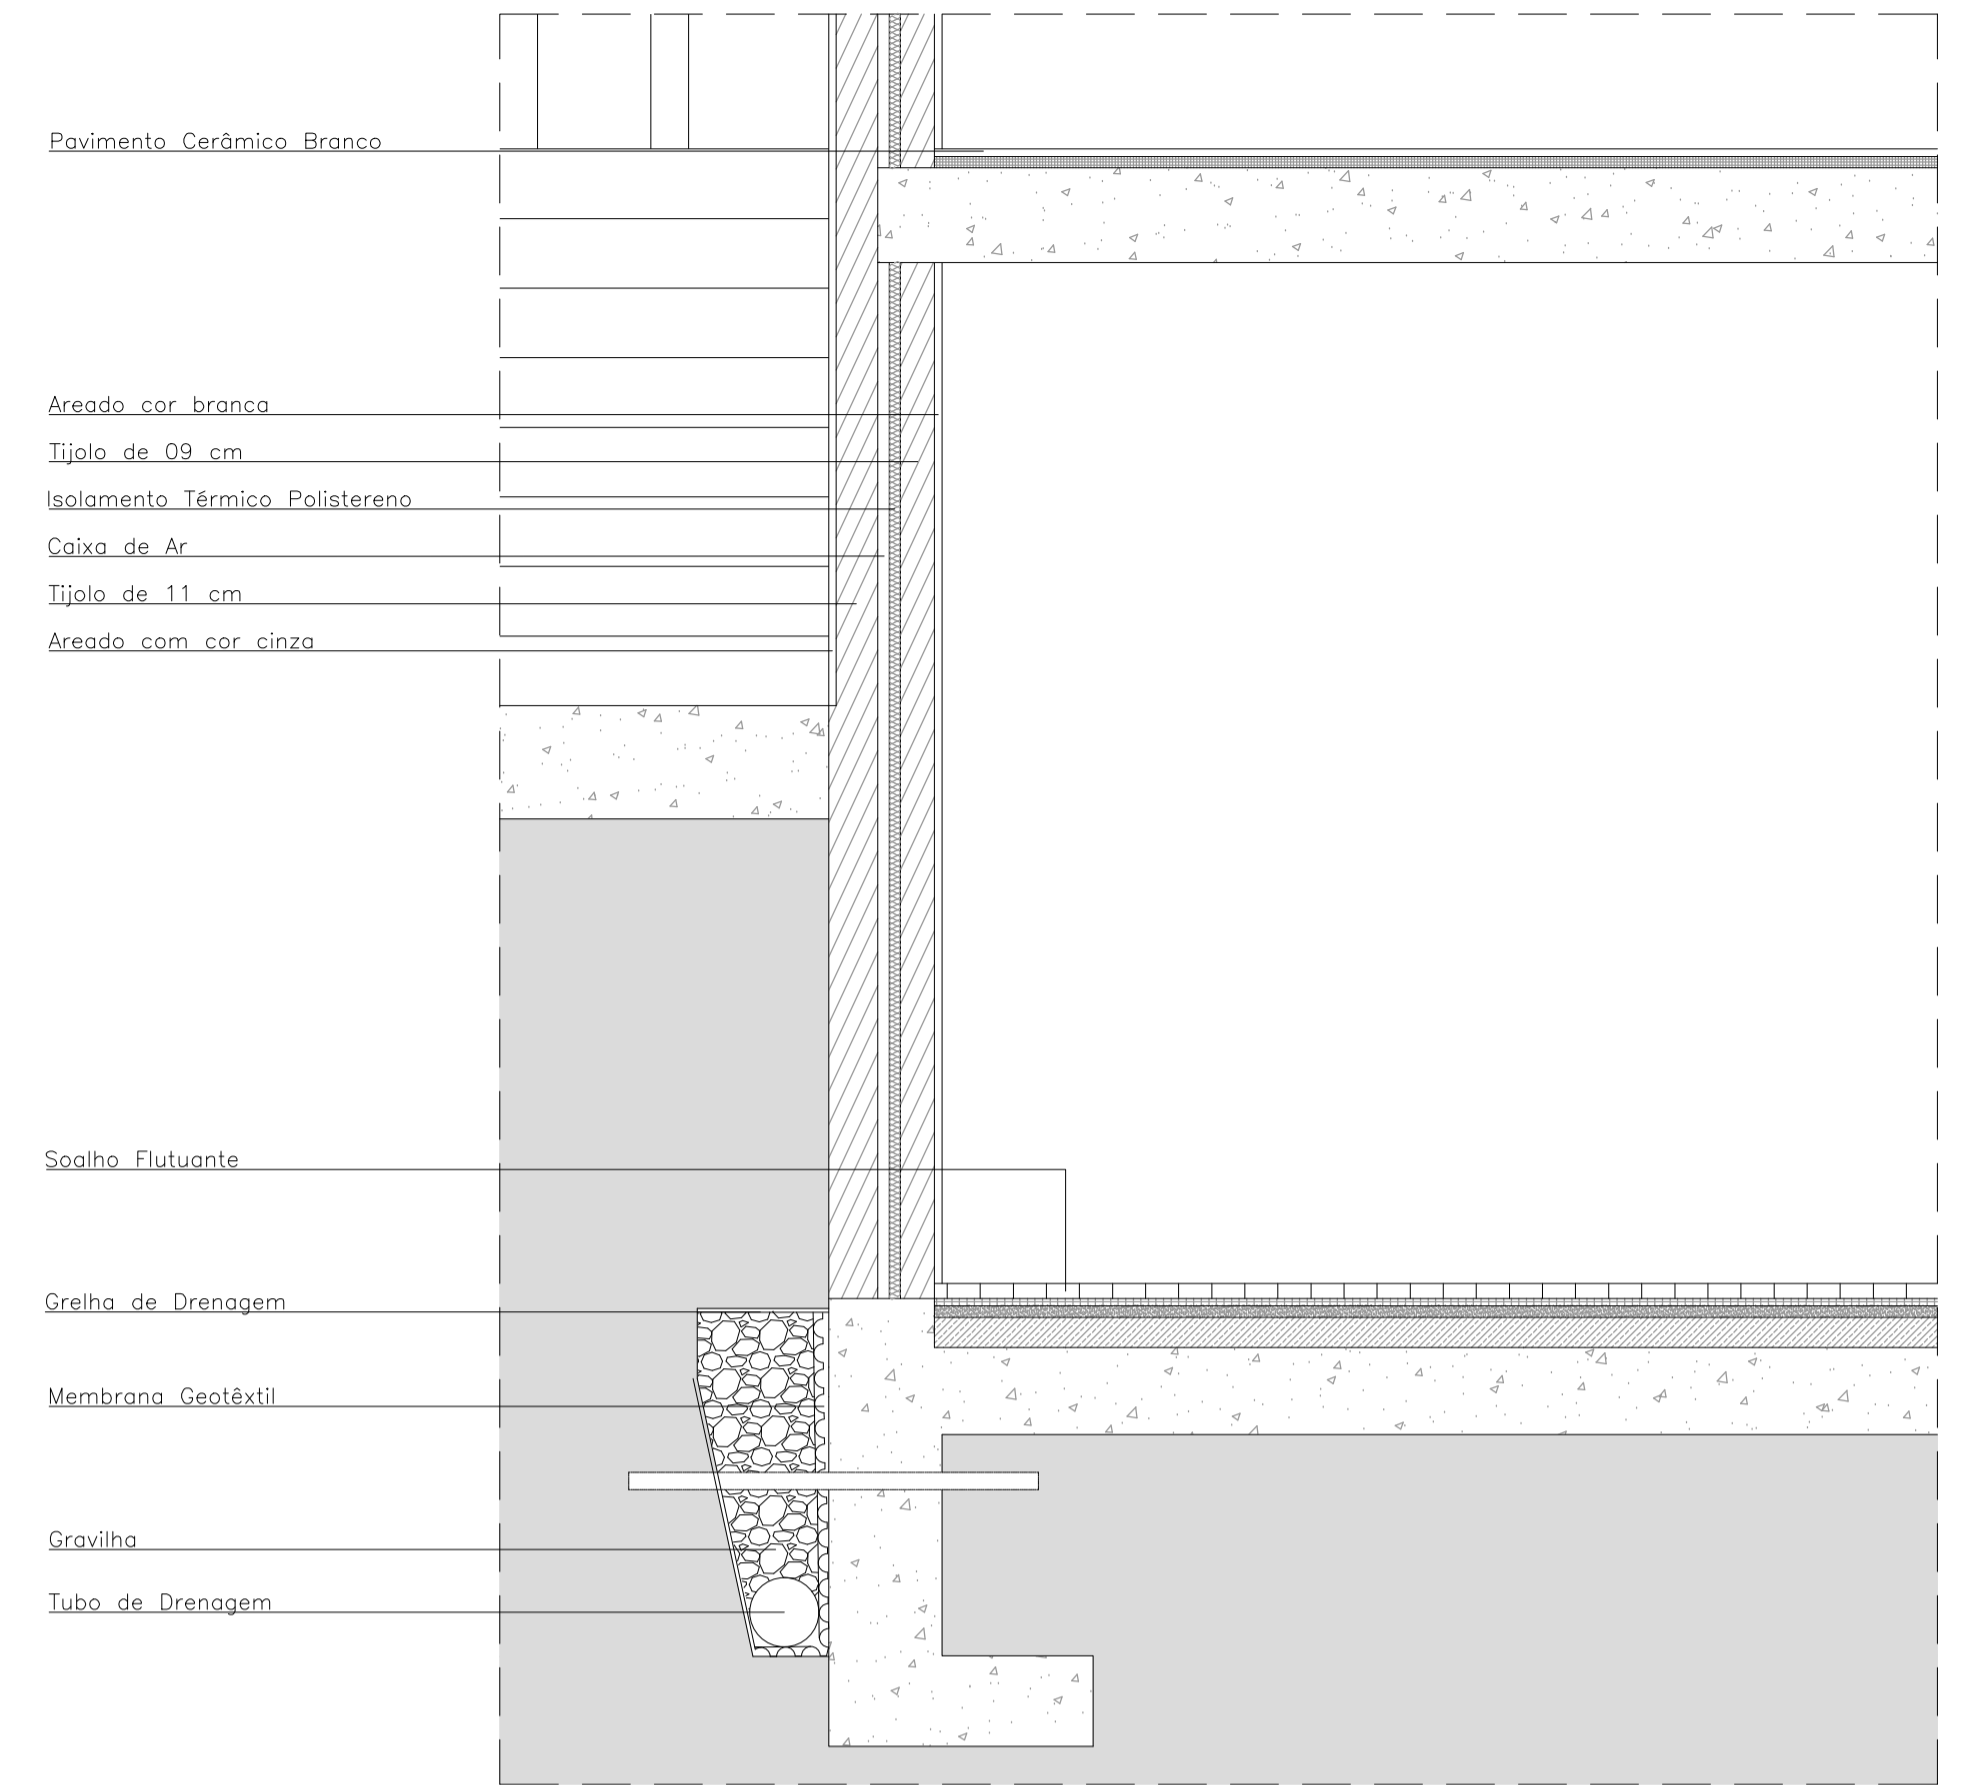 Pavimento Cerâmico Branco
Areado cor branca
Tijolo de 09 cm
Isolamento Térmico Polistereno
Caixa de Ar
Tijolo de 11 cm
Areado com cor cinza
Soalho Flutuante
Grelha de Drenagem
Membrana Geotêxtil
Gravilha
Tubo de Drenagem